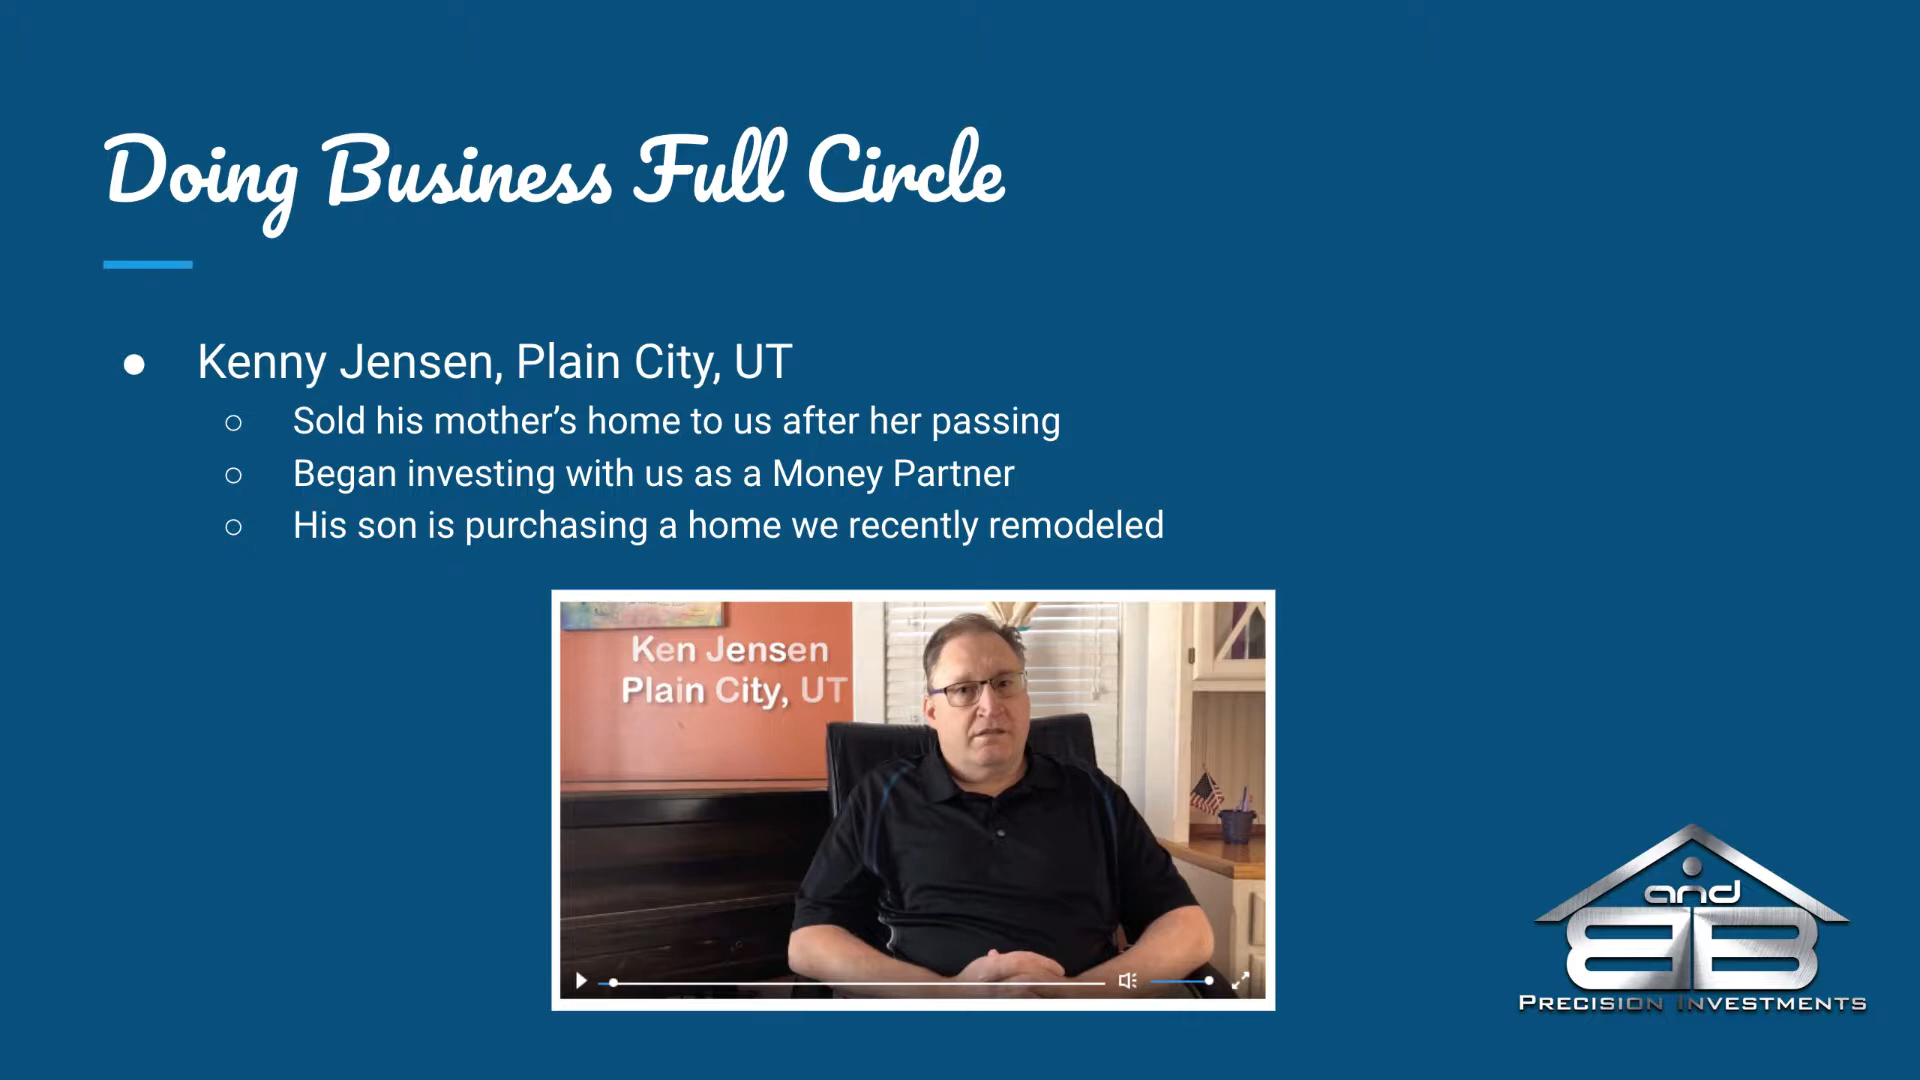 Doing Business Full Circle
Kenny Jensen, Plain City, UT
Sold his mother’s home to us after her passing
Began investing with us as a Money Partner
His son is purchasing a home we recently remodeled
Ken Jensen
Plain City, UT
and
BB
PRECISION INVESTMENTS